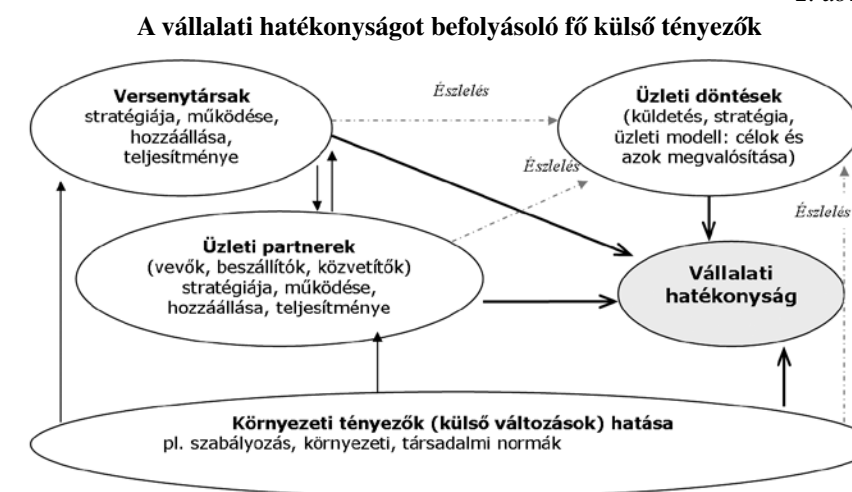 A vállalati hatékonyságot befolyásoló fő külső tényezők
Versenytársak
stratégiája, működése,
hozzáállása,
teljesítménye
Észlelés
Üzleti döntések
(küldetés, stratégia,
üzleti modell: célok és
azok megvalósítása)
Észlelés
Észlelés
Üzleti partnerek
(vevők, beszállítók, közvetítők)
stratégiája, működése,
hozzáállása, teljesítménye
Vállalati
hatékonyság
Környezeti tényezők (külső változások) hatása
pl. szabályozás, környezeti, társadalmi normák